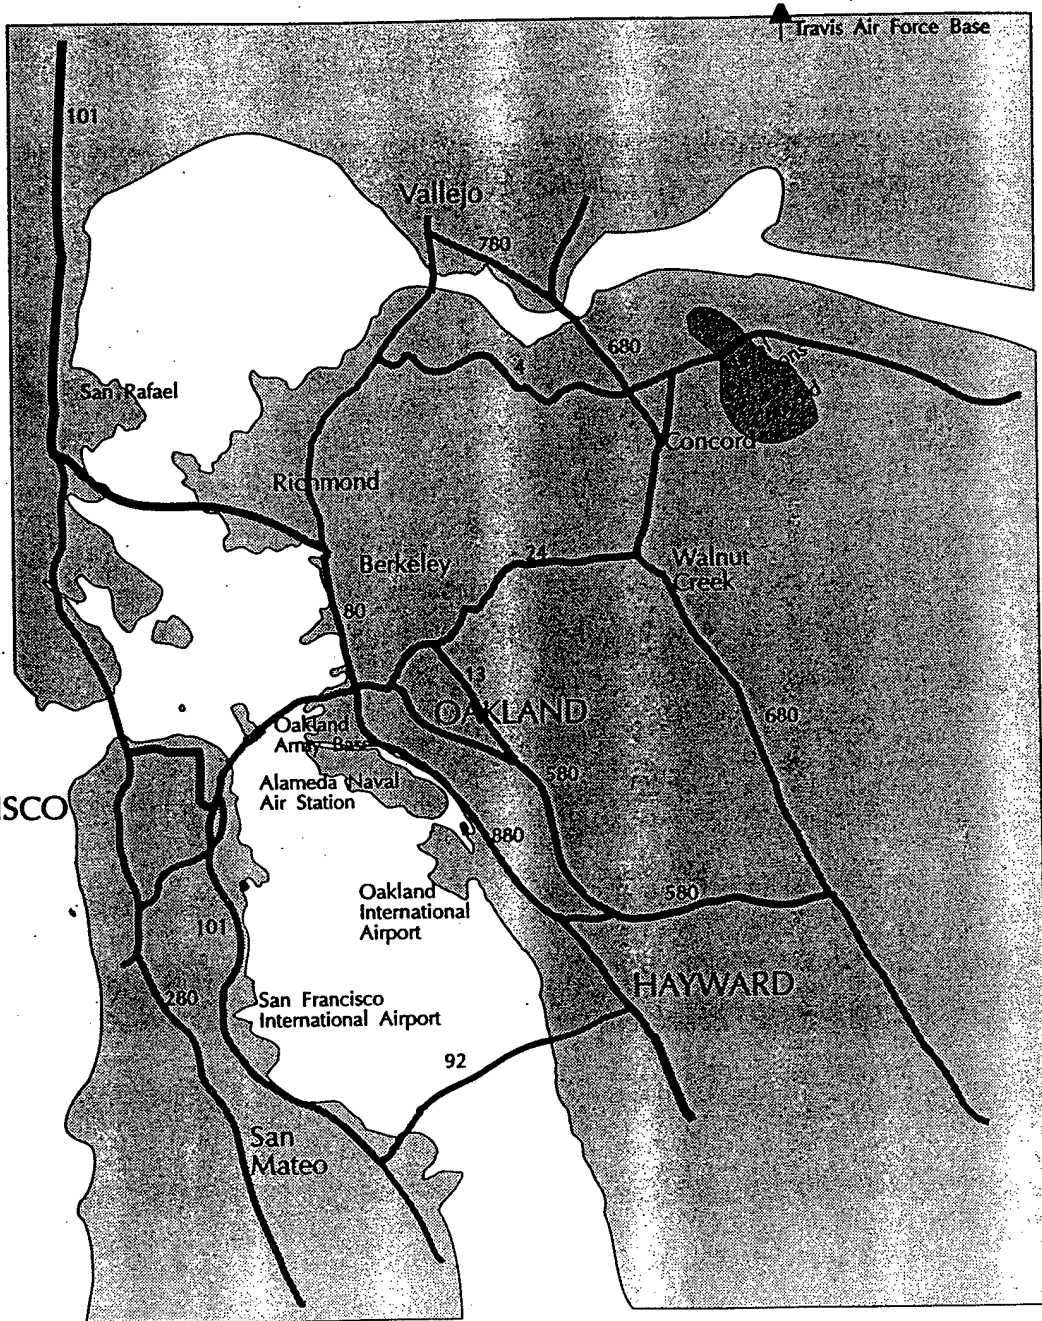 Travis Air Force Base
101
Vallejo
780
680
4
San Rafael
Concord
Richmond
24
Berkeley
Walnut
Creek
80
13
OAKLAND
680
Oakland
Army Base
580
Alameda Naval
Air Station
ISCO
880
580
Oakland
International
Airport
101
HAYWARD
280
San Francisco
International Airport
92
San
Mateo